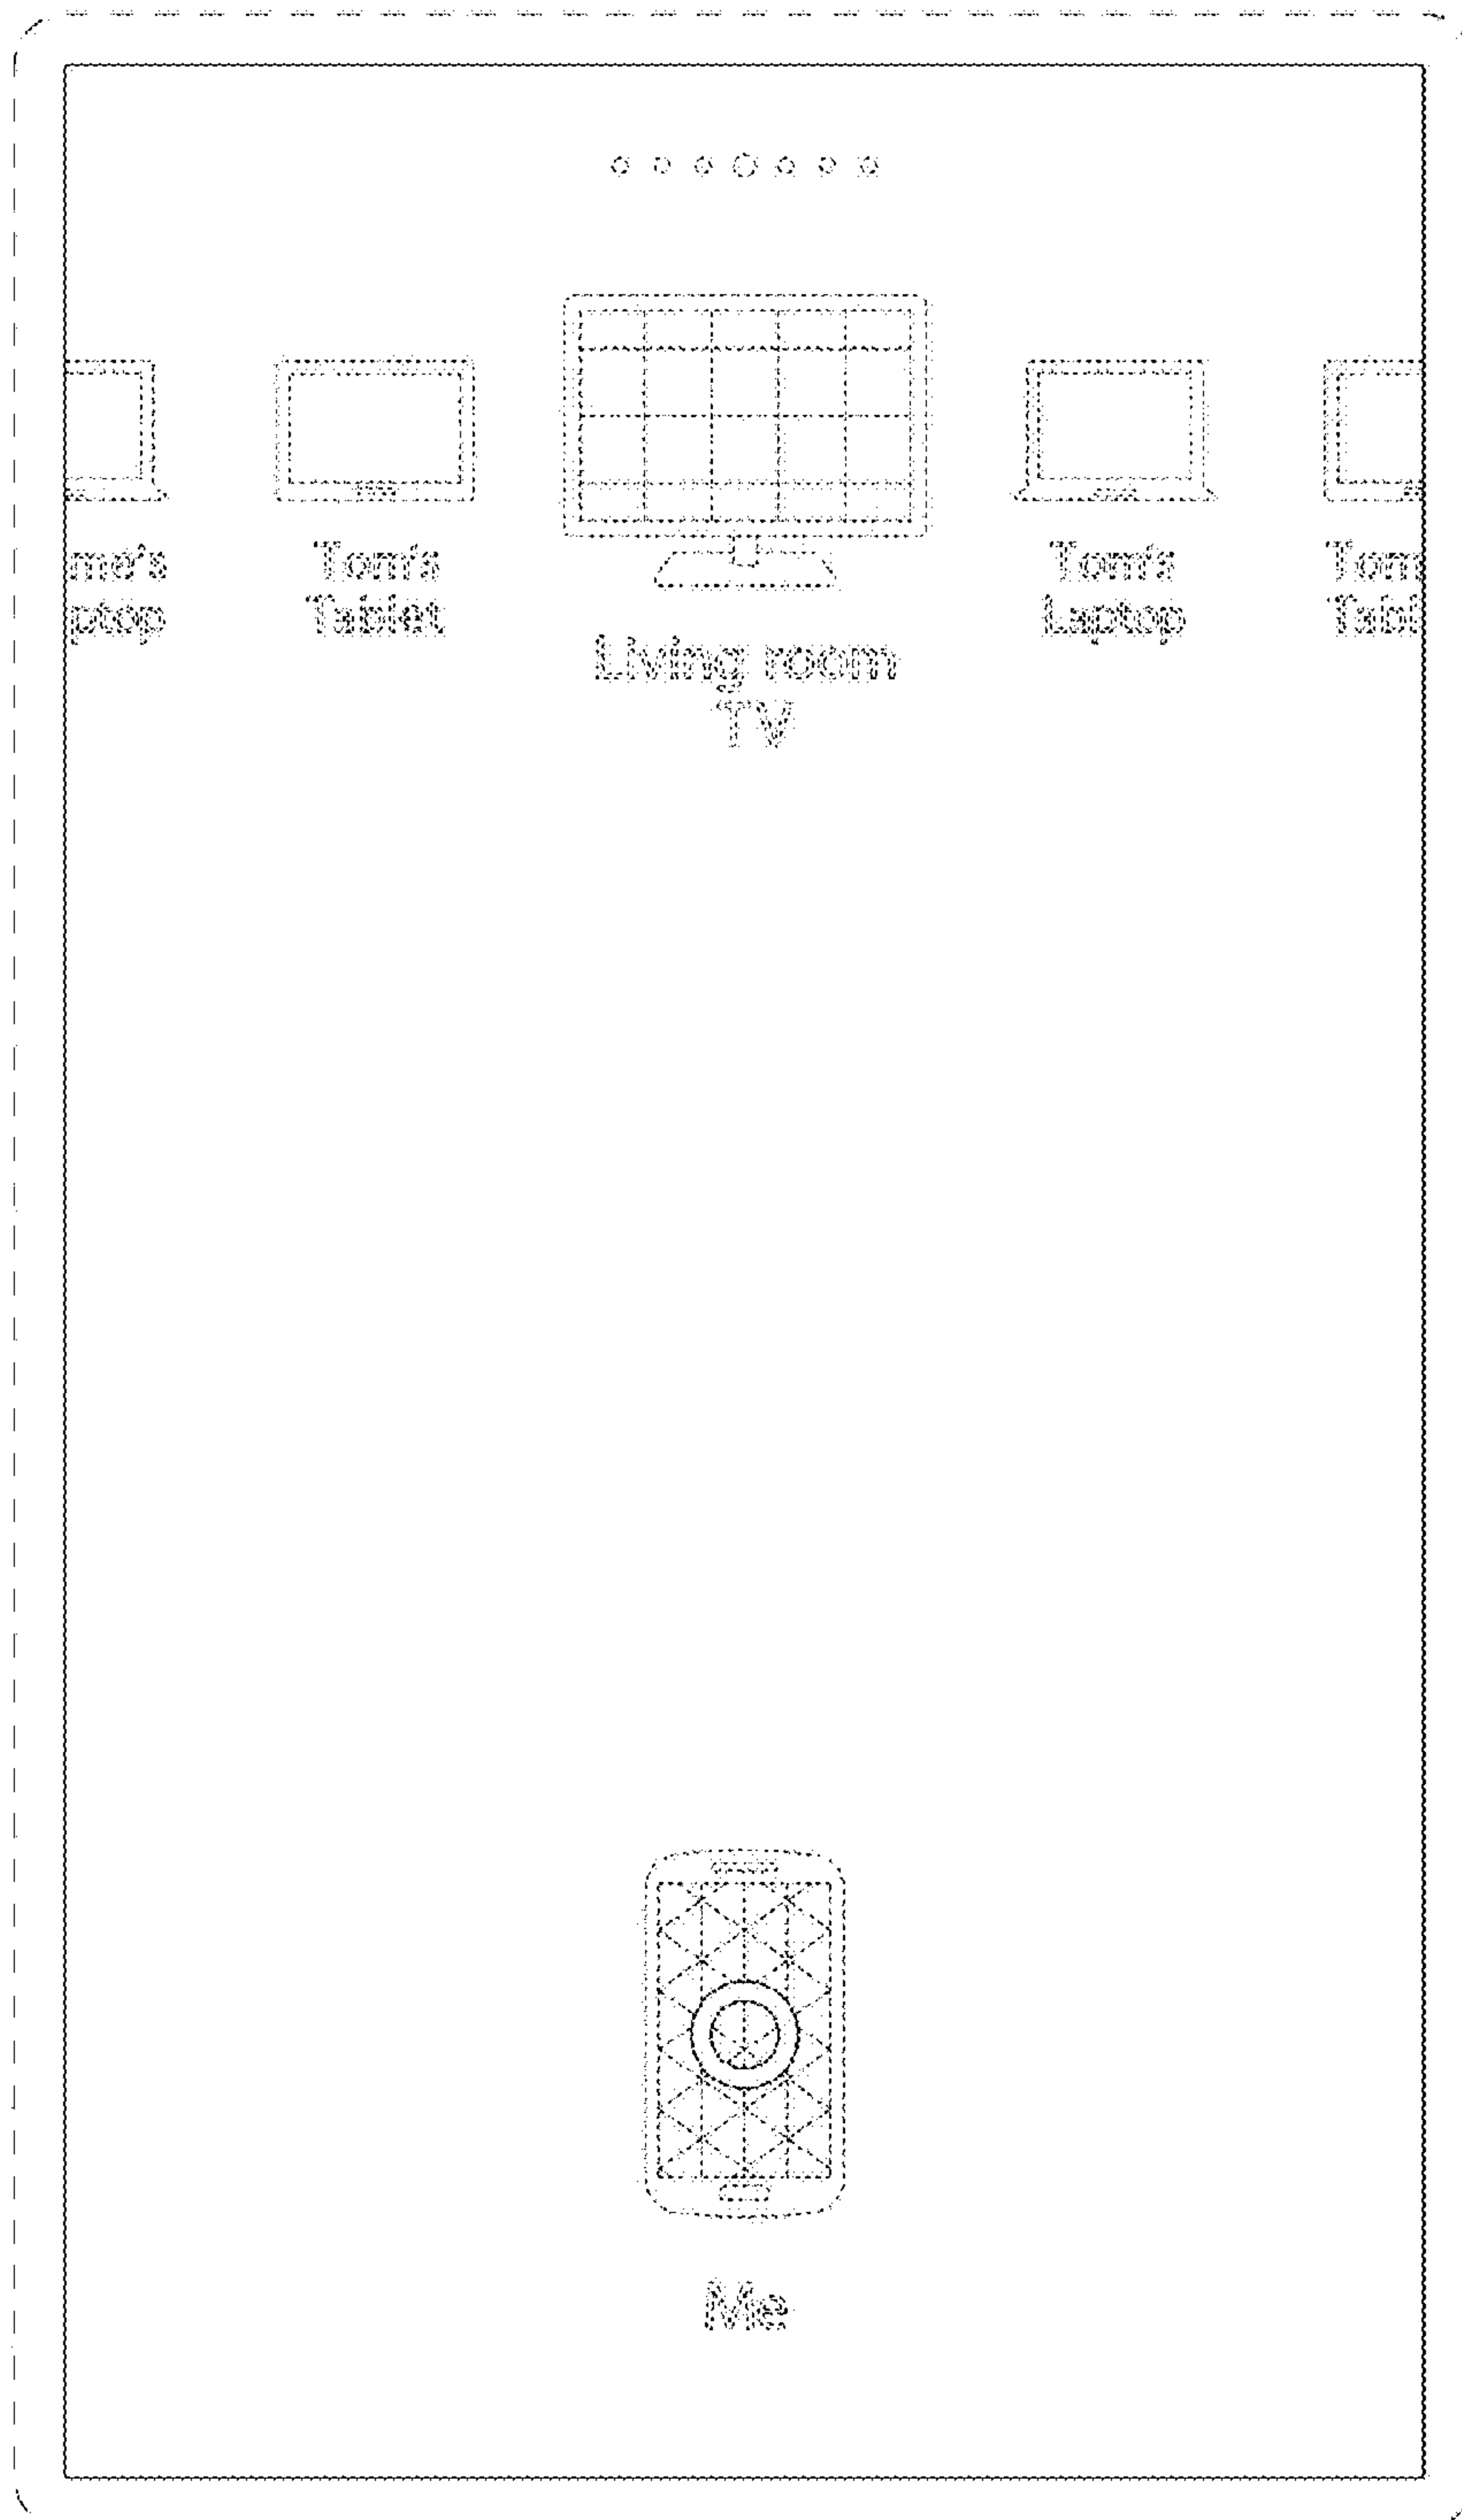 me's
ptop
Tom's
Tablet
Living room
TV
Tom's
Laptop
Tom
Tabl
Me